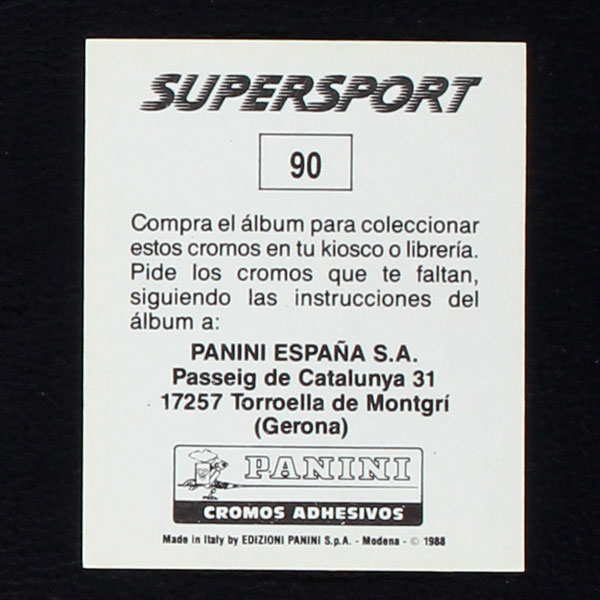 SUPERSPORT
90
Compra el álbum para coleccionar
estos cromos en tu kiosco o librería.
Pide los cromos que te faltan,
siguiendo las instrucciones del
álbum a:
PANINI ESPAÑA S.A.
Passeig de Catalunya 31
17257 Torroella de Montgrí
(Gerona)
PANINI
CROMOS ADHESIVOS
Made in Italy by EDIZIONI PANINI S.p.A. - Modena - © 1988